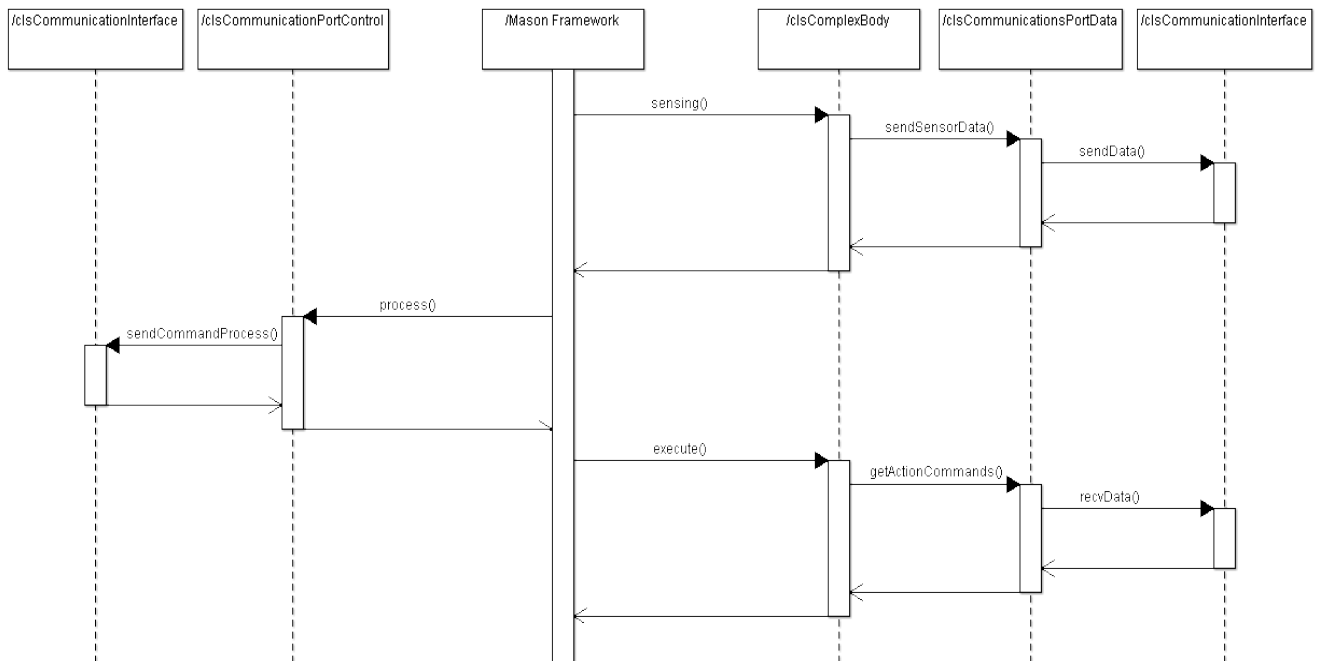 /clsCommunicationInterface
/clsCommunicationPortControl
/Mason Framework
/clsComplexBody
/clsCommunicationsPortData
/clsCommunicationInterface
sensing()
sendSensorData()
sendData()
process()
sendCommandProcess()
execute()
getActionCommands()
recvData()